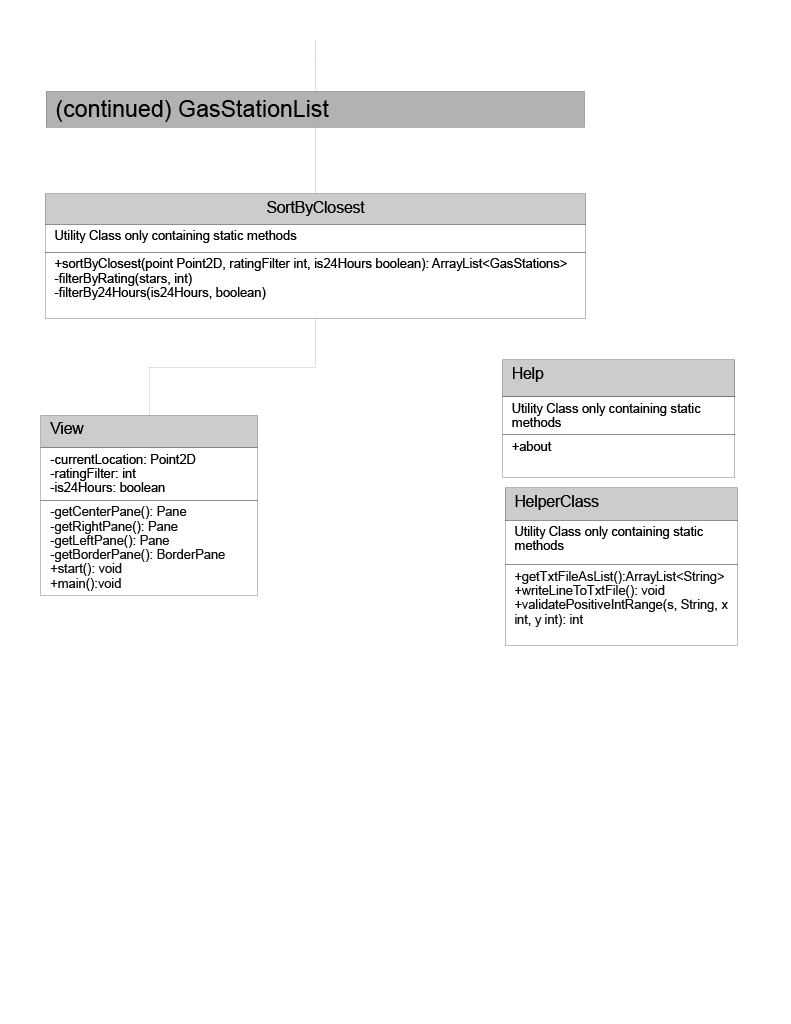 (continued) GasStationList
SortByClosest
Utility Class only containing static methods
+sortByClosest(point Point2D, ratingFilter int, is24Hours boolean): ArrayList<GasStations>
-filterByRating(stars, int)
-filterBy24Hours(is24Hours, boolean)
Help
Utility Class only containing static
methods
+about
View
-currentLocation: Point2D
-ratingFilter: int
-is24Hours: boolean
-getCenterPane(): Pane
-getRightPane(): Pane
-getLeftPane(): Pane
-getBorderPane(): BorderPane
+start(): void
+main():void
HelperClass
Utility Class only containing static
methods
+getTxtFileAsList():ArrayList<String>
+writeLineToTxtFile(): void
+validatePositiveIntRange(s, String, x
int, y int): int